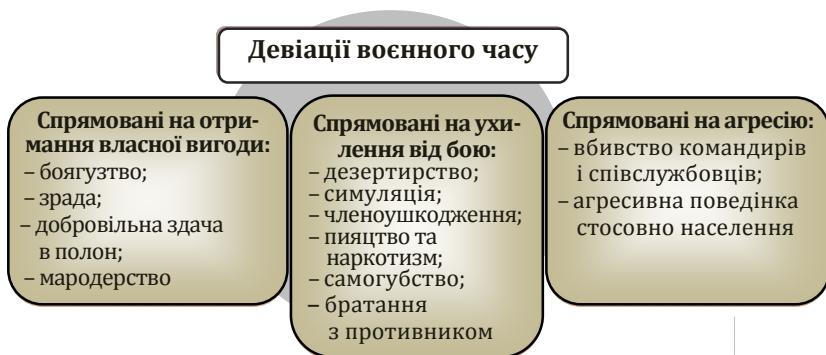 Девіації воєнного часу
Спрямовані на отри-
мання власної вигоди:
– боягузтво;
– зрада;
– добровільна здача
в полон;
– мародерство
Спрямовані на ухи-
лення від бою:
– дезертирство;
– симуляція;
– членоушкодження;
– пияцтво та
наркотизм;
– самогубство;
– братання
з противником
Спрямовані на агресію:
– вбивство командирів
і співслужбовців;
– агресивна поведінка
стосовно населення